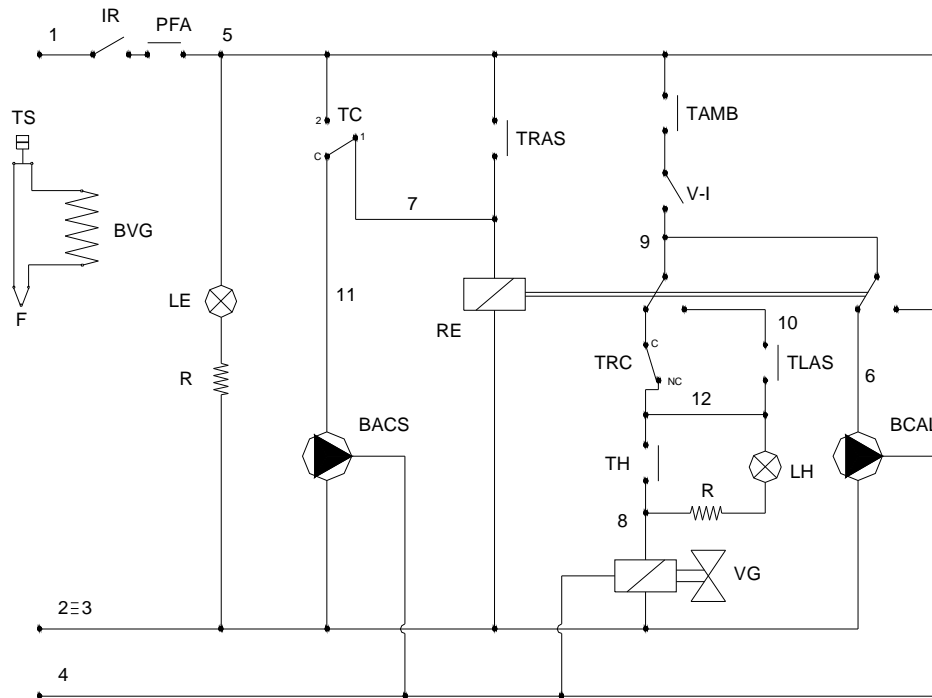 1
IR
PFA
5
TS
2
TC
1
C
TRAS
TAMB
V-I
BVG
7
9
F
LE
11
RE
10
R
TRC
C
TLAS
NC
12
6
BACS
BCAL
TH
LH
R
8
VG
2≡3
4